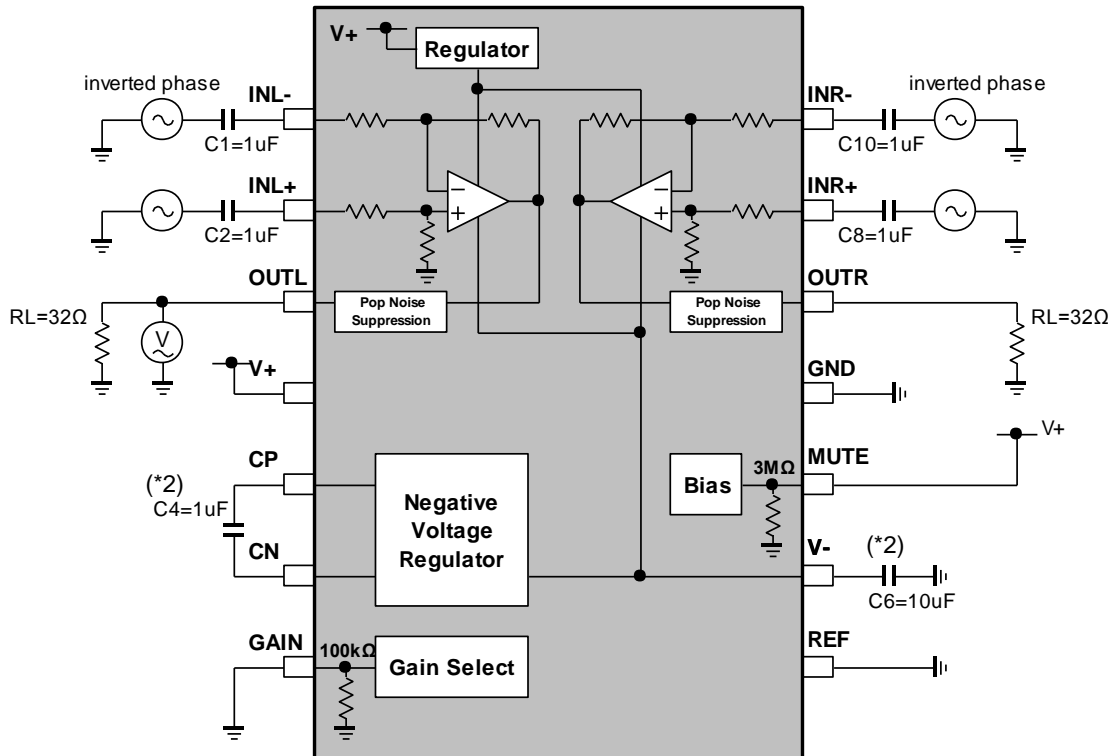 V+
Regulator
inverted phase
INL-
C1=1uF
INR-
inverted phase
C10=1uF
INL+
C2=1uF
INR+
C8=1uF
−
+
−
+
OUTL
Pop Noise
Suppression
Pop Noise
Suppression
OUTR
RL=32Ω
V
RL=32Ω
V+
GND
V+
CP
(*2)
C4=1uF
CN
Negative
Voltage
Regulator
Bias
3MΩ
MUTE
V-
(*2)
C6=10uF
GAIN
100kΩ
Gain Select
REF